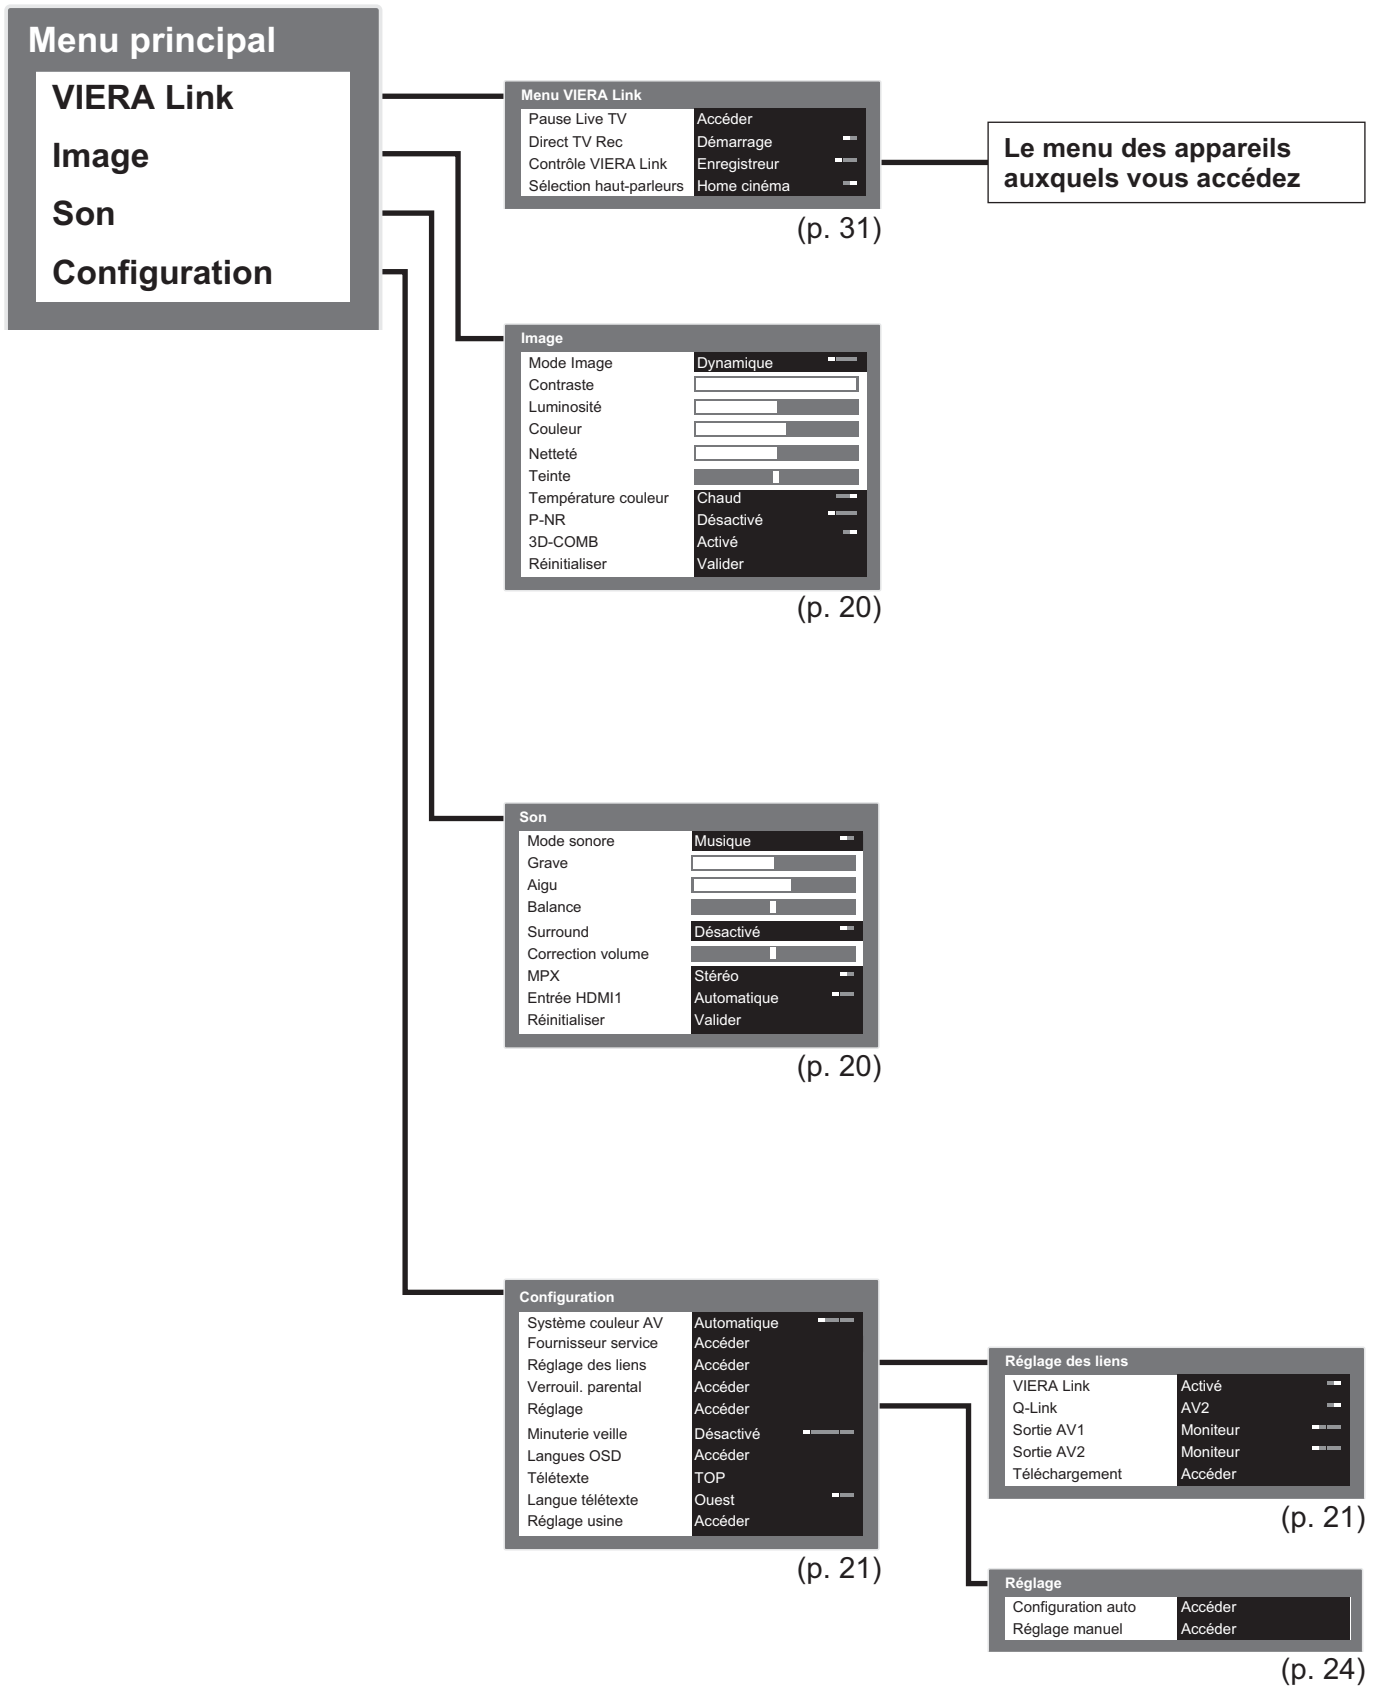 Menu principal
VIERA Link
Image
Son
Configuration
Menu VIERA Link
Pause Live TV Accéder
Direct TV Rec Démarrage
Contrôle VIERA Link Enregistreur
Sélection haut-parleurs Home cinéma
(p. 31)
Le menu des appareils
auxquels vous accédez
Image
Mode Image Dynamique
Contraste
Luminosité
Couleur
Netteté
Teinte
Température couleur Chaud
P-NR Désactivé
3D-COMB Activé
Réinitialiser Valider
(p. 20)
Son
Mode sonore Musique
Grave
Aigu
Balance
Surround Désactivé
Correction volume
MPX Stéréo
Entrée HDMI1 Automatique
Réinitialiser Valider
(p. 20)
Configuration
Système couleur AV Automatique
Fournisseur service Accéder
Réglage des liens Accéder
Verrouil. parental Accéder
Réglage Accéder
Minuterie veille Désactivé
Langues OSD Accéder
Télétexte TOP
Langue télétexte Ouest
Réglage usine Accéder
(p. 21)
Réglage des liens
VIERA Link Activé
Q-Link AV2
Sortie AV1 Moniteur
Sortie AV2 Moniteur
Téléchargement Accéder
(p. 21)
Réglage
Configuration auto Accéder
Réglage manuel Accéder
(p. 24)